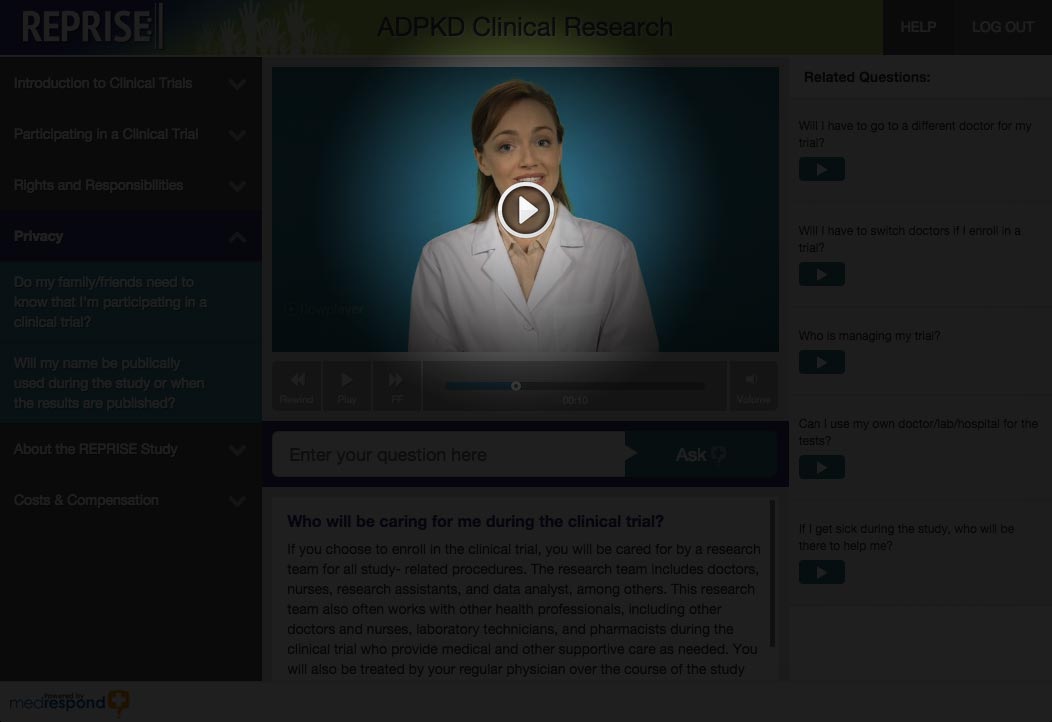 REPRISE
ADPKD Clinical Research
HELP
LOG OUT
Introduction to Clinical Trials
Participating in a Clinical Trial
Rights and Responsibilities
Privacy
Do my family/friends need to
know that I'm participating in a
clinical trial?
Will my name be publically
used during the study or when
the results are published?
About the REPRISE Study
Costs & Compensation
flowplayer
Rewind
Play
FF
00:10
Volume
Enter your question here
Ask
Who will be caring for me during the clinical trial?
If you choose to enroll in the clinical trial, you will be cared for by a research
team for all study- related procedures. The research team includes doctors,
nurses, research assistants, and data analyst, among others. This research
team also often works with other health professionals, including other
doctors and nurses, laboratory technicians, and pharmacists during the
clinical trial who provide medical and other supportive care as needed. You
will also be treated by your regular physician over the course of the study
Related Questions:
Will I have to go to a different doctor for my
trial?
Will I have to switch doctors if I enroll in a
trial?
Who is managing my trial?
Can I use my own doctor/lab/hospital for the
tests?
If I get sick during the study, who will be
there to help me?
Powered by
medrespond